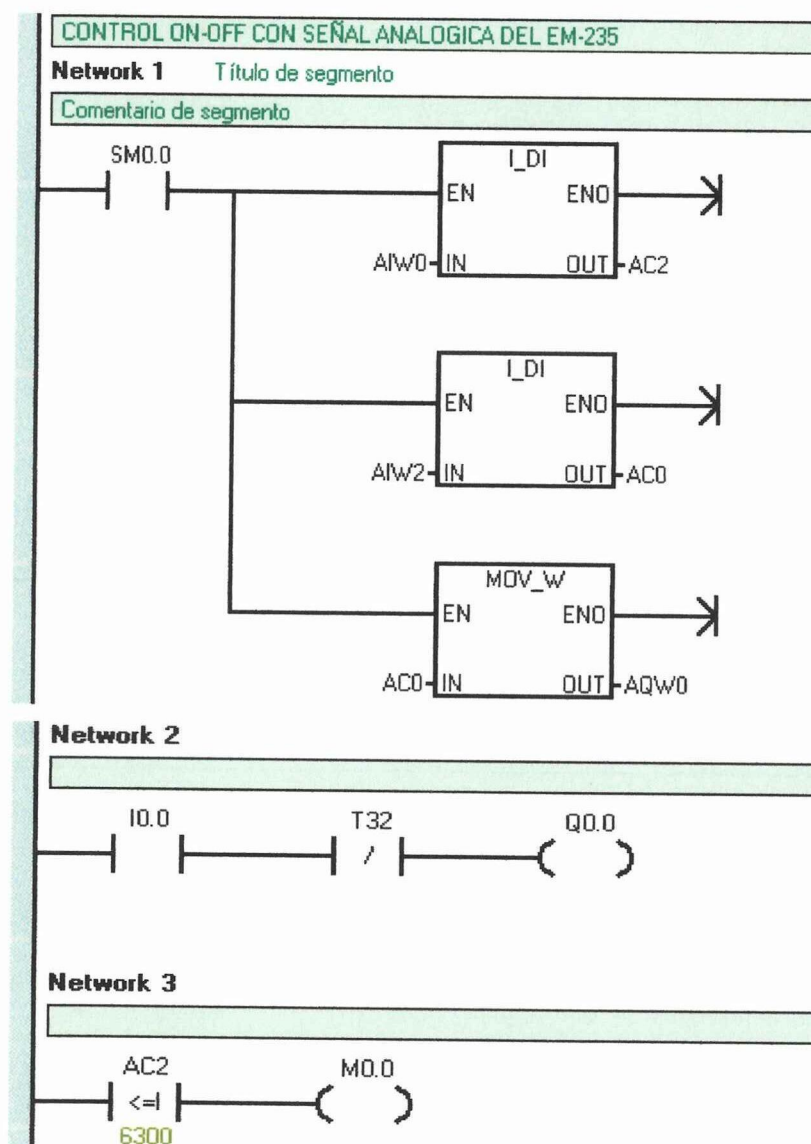 CONTROL ON-OFF CON SEÑAL ANALOGICA DEL EM-235
Network 1 Título de segmento
Comentario de segmento
SM0.0
I_DI
EN ENO
AIW0 IN OUT AC2
I_DI
EN ENO
AIW2 IN OUT AC0
MOV_W
EN ENO
AC0 IN OUT AQW0
Network 2
I0.0 T32 Q0.0
/
Network 3
AC2 M0.0
<=I
6300